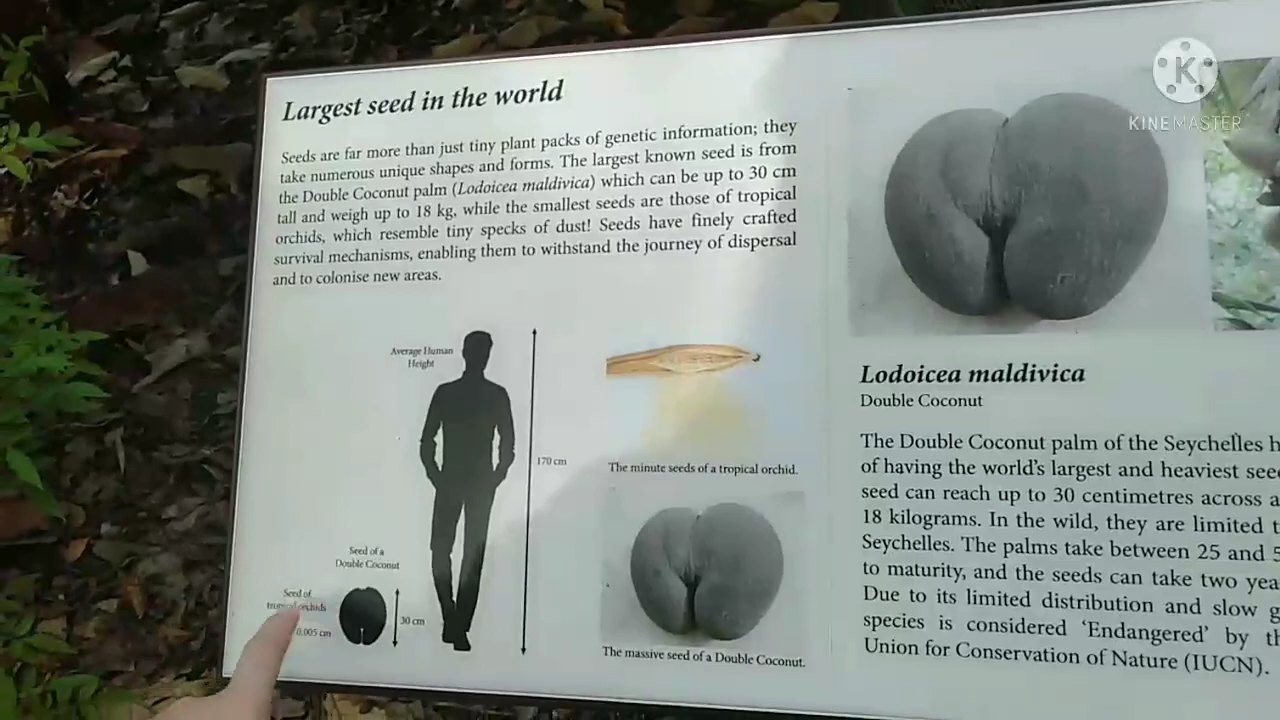 Largest seed in the world
Seeds are far more than just tiny plant packs of genetic information; they
take numerous unique shapes and forms. The largest known seed is from
the Double Coconut palm (Lodoicea maldivica) which can be up to 30 cm
tall and weigh up to 18 kg, while the smallest seeds are those of tropical
orchids, which resemble tiny specks of dust! Seeds have finely crafted
survival mechanisms, enabling them to withstand the journey of dispersal
and to colonise new areas.
Average Human
Height
170 cm
Seed of a
Double Coconut
30 cm
Seed of
tropical orchids
0.005 cm
The minute seeds of a tropical orchid.
The massive seed of a Double Coconut.
K
KINEMASTER
Lodoicea maldivica
Double Coconut
The Double Coconut palm of the Seychelles h
of having the world's largest and heaviest see
seed can reach up to 30 centimetres across a
18 kilograms. In the wild, they are limited t
Seychelles. The palms take between 25 and 5
to maturity, and the seeds can take two yea
Due to its limited distribution and slow g
species is considered 'Endangered' by th
Union for Conservation of Nature (IUCN).